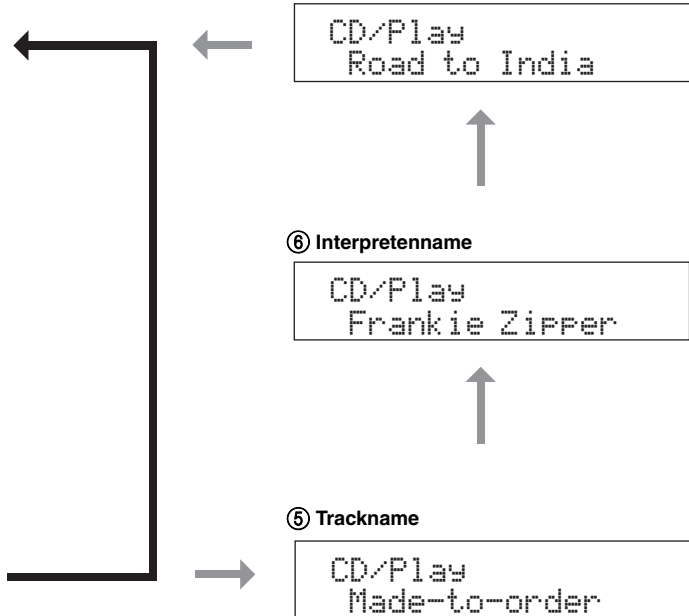 CD/Play
Road to India
⑥ Interpretenname
CD/Play
Frankie Zipper
⑤ Trackname
CD/Play
Made-to-order